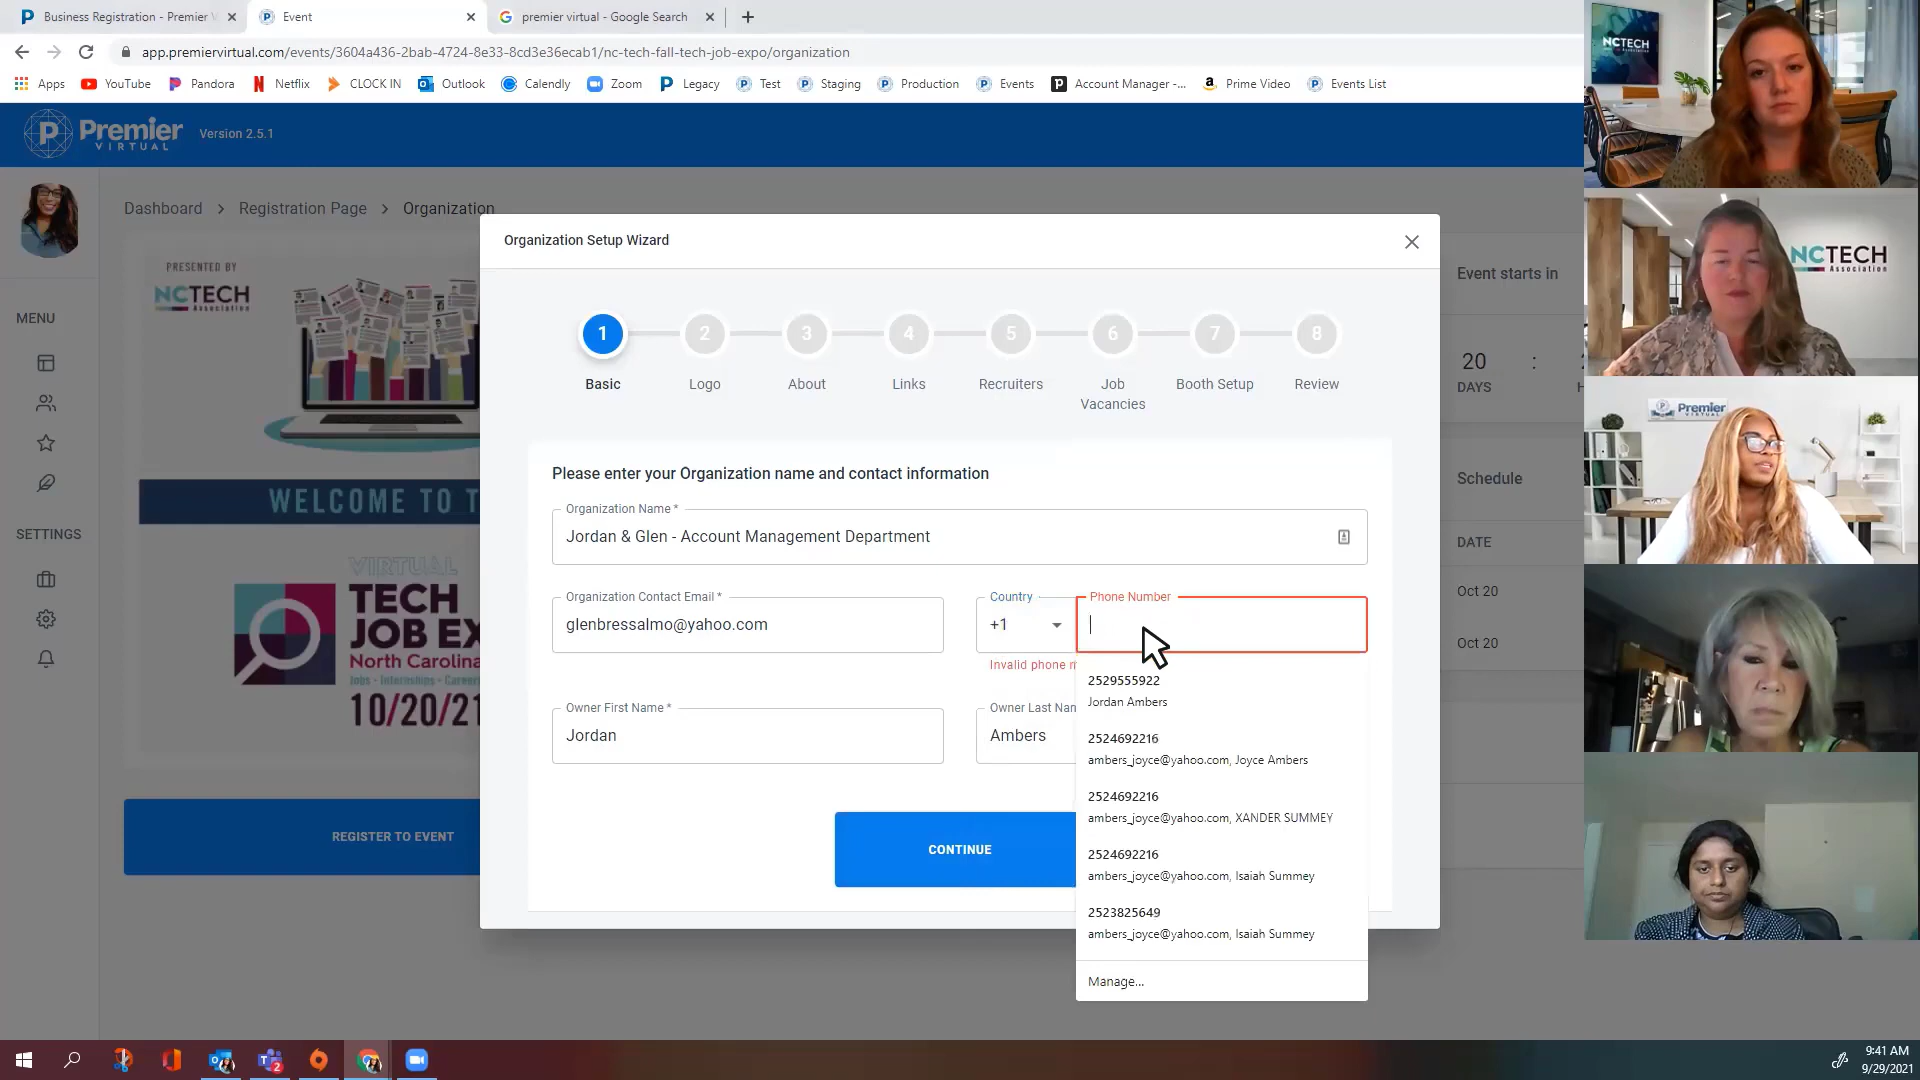 Business Registration - Premier V
Event
premier virtual - Google Search
app.premiervirtual.com/events/3604a436-2bab-4724-8e33-8cd3e36ecab1/nc-tech-fall-tech-job-expo/organization
Apps
YouTube
Pandora
Netflix
CLOCK IN
Outlook
Calendly
Zoom
Legacy
Test
Staging
Production
Events
Account Manager -...
Prime Video
Events List
Premier
VIRTUAL
Version 2.5.1
Dashboard > Registration Page > Organization
MENU
SETTINGS
PRESENTED BY
NCTECH
Association
WELCOME TO T
VIRTUAL
TECH
JOB EX
North Carolina
Jobs - Internships - Careers
10/20/21
REGISTER TO EVENT
Organization Setup Wizard
1
2
3
4
5
6
7
8
Basic
Logo
About
Links
Recruiters
Job
Vacancies
Booth Setup
Review
Please enter your Organization name and contact information
Organization Name *
Jordan & Glen - Account Management Department
Organization Contact Email *
glenbressalmo@yahoo.com
Country
+1
Phone Number
Invalid phone
Owner First Name *
Jordan
Owner Last Nan
Ambers
CONTINUE
2529555922
Jordan Ambers
2524692216
ambers_joyce@yahoo.com, Joyce Ambers
2524692216
ambers_joyce@yahoo.com, XANDER SUMMEY
2524692216
ambers_joyce@yahoo.com, Isaiah Summey
2523825649
ambers_joyce@yahoo.com, Isaiah Summey
Manage...
Event starts in
20 :
DAYS
H
Schedule
DATE
Oct 20
Oct 20
NCTECH
NCTECH
Association
Premier
VIRTUAL
2
9:41 AM
9/29/2021